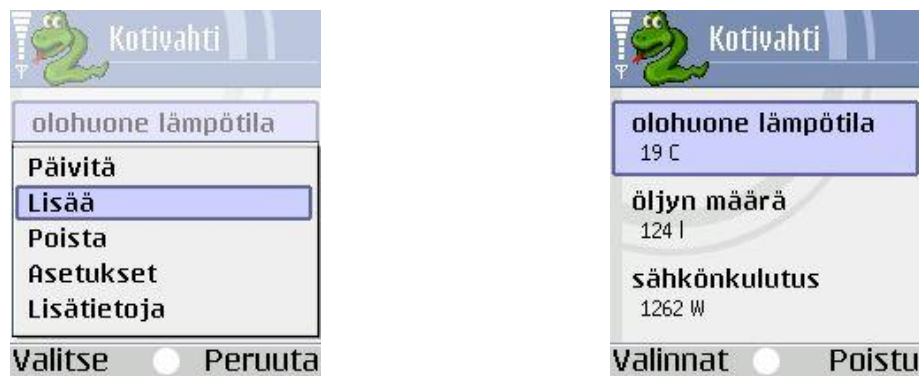 Kotivahti
olohuone lämpötila
Päivitä
Lisää
Poista
Asetukset
Lisätietoja
Valitse Peruuta
Kotivahti
olohuone lämpötila
19 C
öljyn määrä
124 l
sähkönkulutus
1262 W
Valinnat Poistu